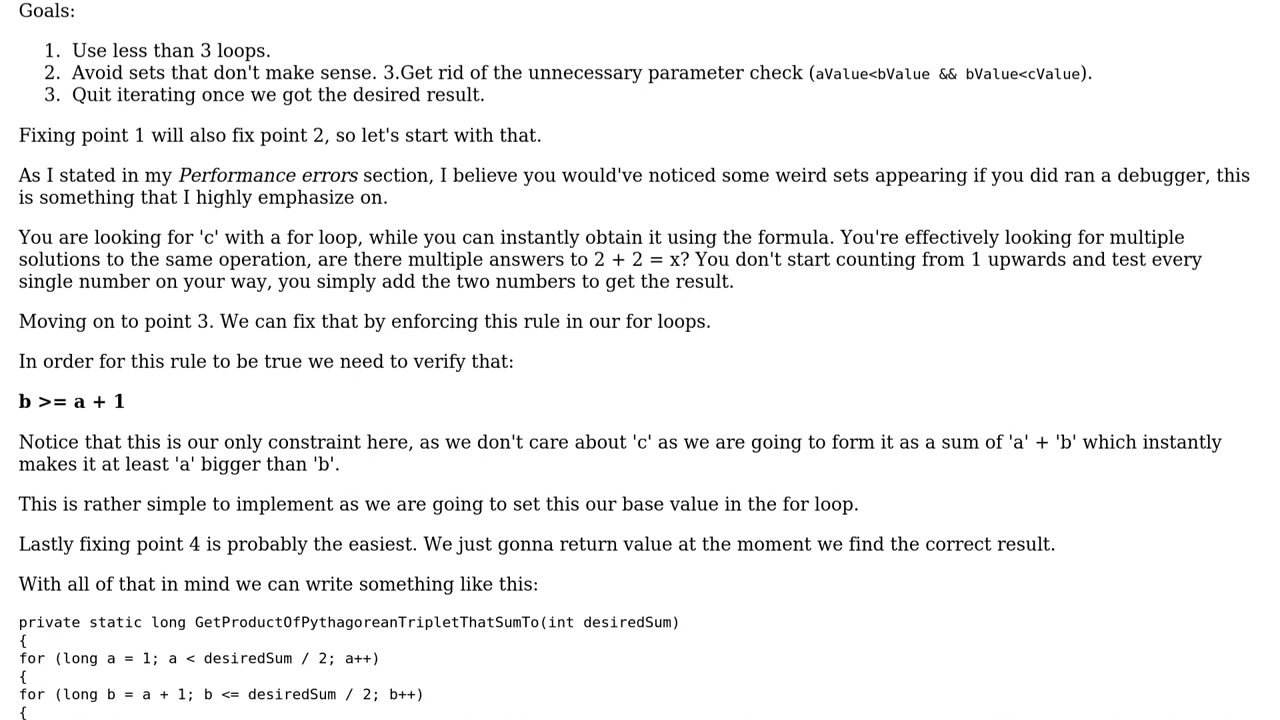 Goals:
1. Use less than 3 loops.
2. Avoid sets that don't make sense. 3.Get rid of the unnecessary parameter check (aValue<bValue && bValue<cValue).
3. Quit iterating once we got the desired result.
Fixing point 1 will also fix point 2, so let's start with that.
As I stated in my Performance errors section, I believe you would've noticed some weird sets appearing if you did ran a debugger, this
is something that I highly emphasize on.
You are looking for 'c' with a for loop, while you can instantly obtain it using the formula. You're effectively looking for multiple
solutions to the same operation, are there multiple answers to 2 + 2 = x? You don't start counting from 1 upwards and test every
single number on your way, you simply add the two numbers to get the result.
Moving on to point 3. We can fix that by enforcing this rule in our for loops.
In order for this rule to be true we need to verify that:
b >= a + 1
Notice that this is our only constraint here, as we don't care about 'c' as we are going to form it as a sum of 'a' + 'b' which instantly
makes it at least 'a' bigger than 'b'.
This is rather simple to implement as we are going to set this our base value in the for loop.
Lastly fixing point 4 is probably the easiest. We just gonna return value at the moment we find the correct result.
With all of that in mind we can write something like this:
private static long GetProductOfPythagoreanTripletThatSumTo(int desiredSum)
{
for (long a = 1; a < desiredSum / 2; a++)
{
for (long b = a + 1; b <= desiredSum / 2; b++)
{